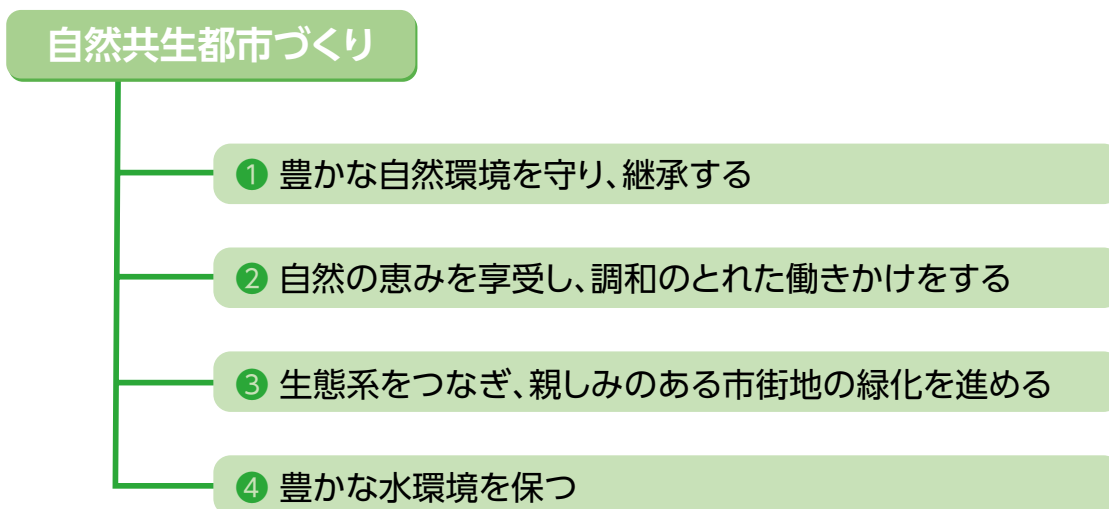 自然共生都市づくり
❶ 豊かな自然環境を守り、継承する
❷ 自然の恵みを享受し、調和のとれた働きかけをする
❸ 生態系をつなぎ、親しみのある市街地の緑化を進める
❹ 豊かな水環境を保つ